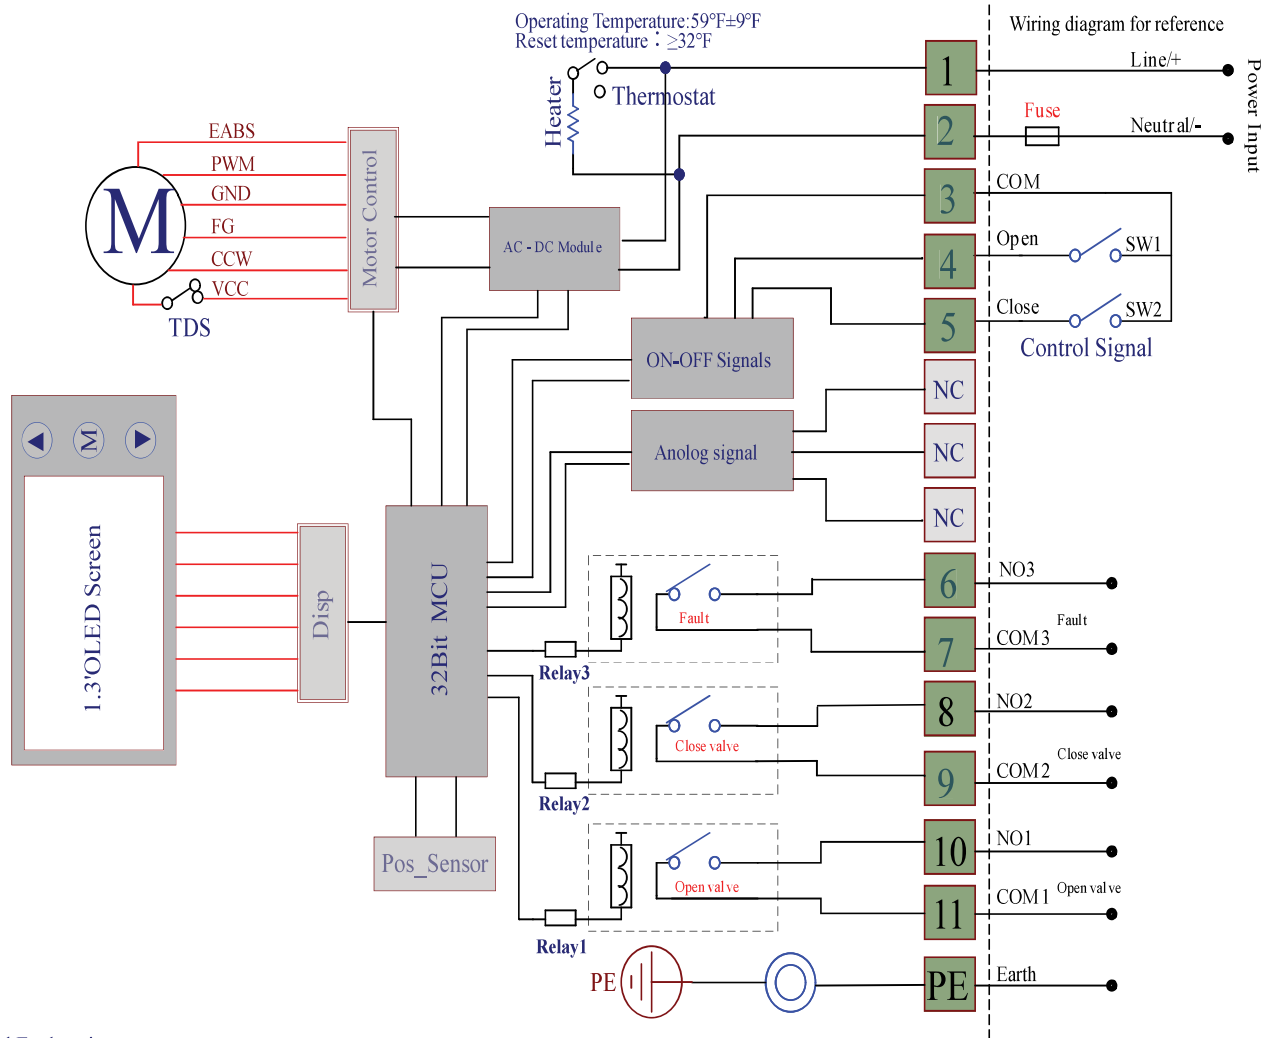 Operating Temperature:59°F±9°F
Reset temperature：≥32°F
Wiring diagram for reference
Line/+
Power Input
Heater
Thermostat
1
Fuse
Neutral/-
2
EABS
PWM
GND
FG
CCW
VCC
M
TDS
Motor Control
AC - DC Module
3
COM
4
Open
SW1
5
Close
SW2
Control Signal
ON-OFF Signals
NC
Anolog signal
NC
NC
M
1.3'OLED Screen
Disp
32Bit MCU
Pos_Sensor
6
NO3
Fault
Fault
7
COM3
Relay3
8
NO2
Close valve
Close valve
9
COM2
Relay2
10
NO1
Open valve
Open valve
11
COM1
Relay1
PE
PE
Earth